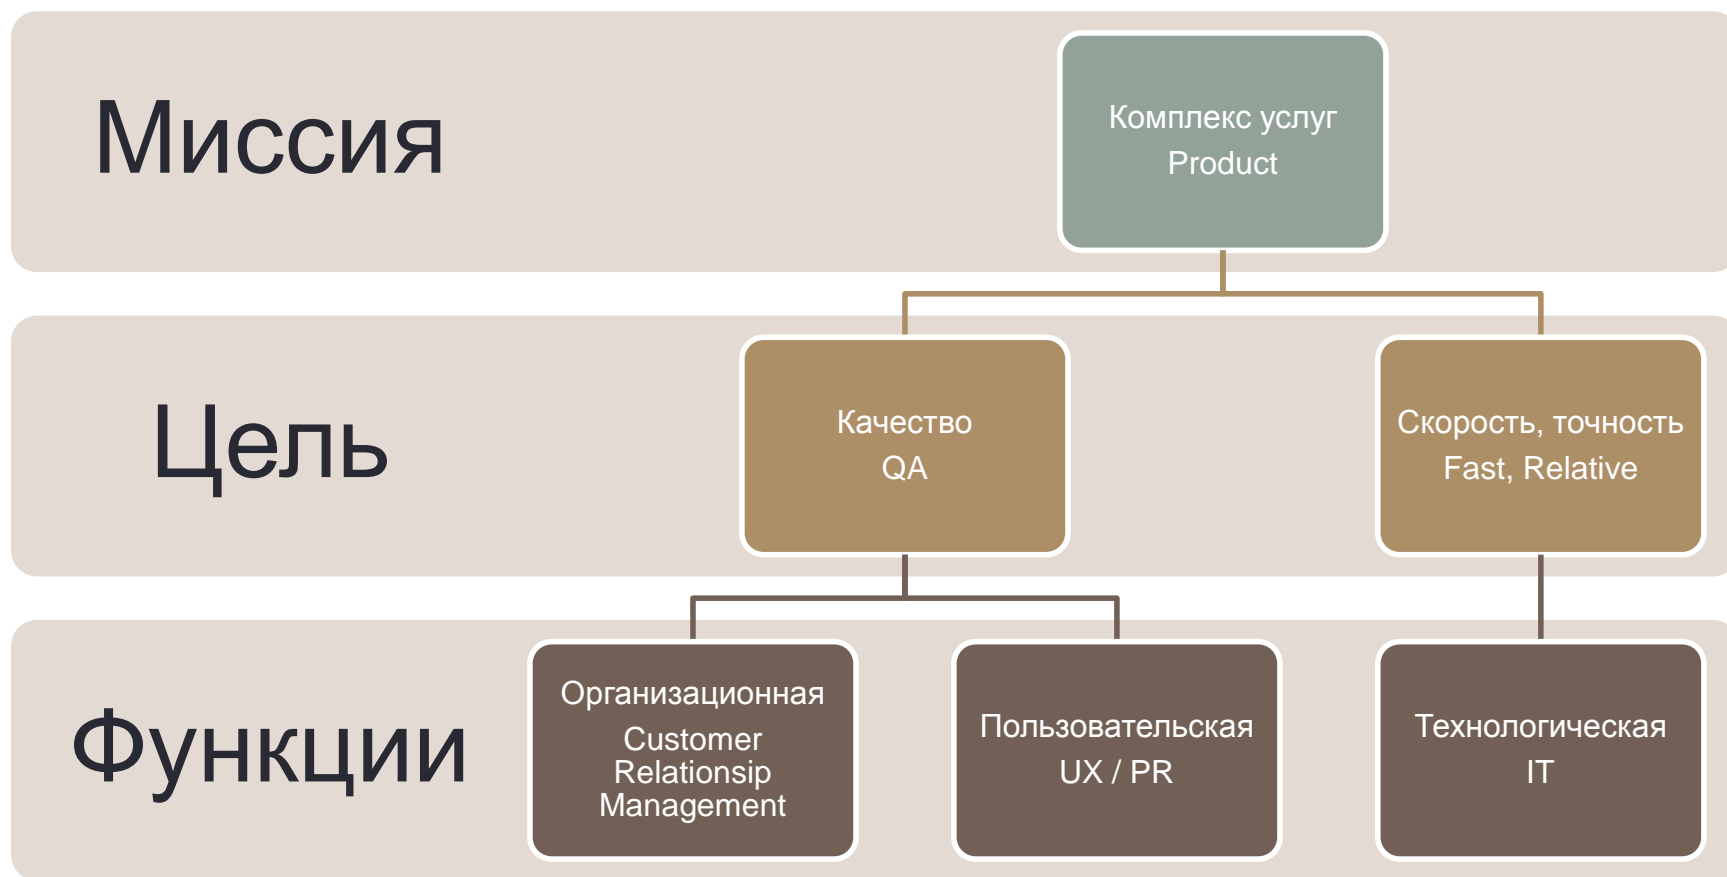 Миссия
Комплекс услуг
Product
Цель
Качество
QA
Скорость, точность
Fast, Relative
Функции
Организационная
Customer
Relationsip
Management
Пользовательская
UX / PR
Технологическая
IT